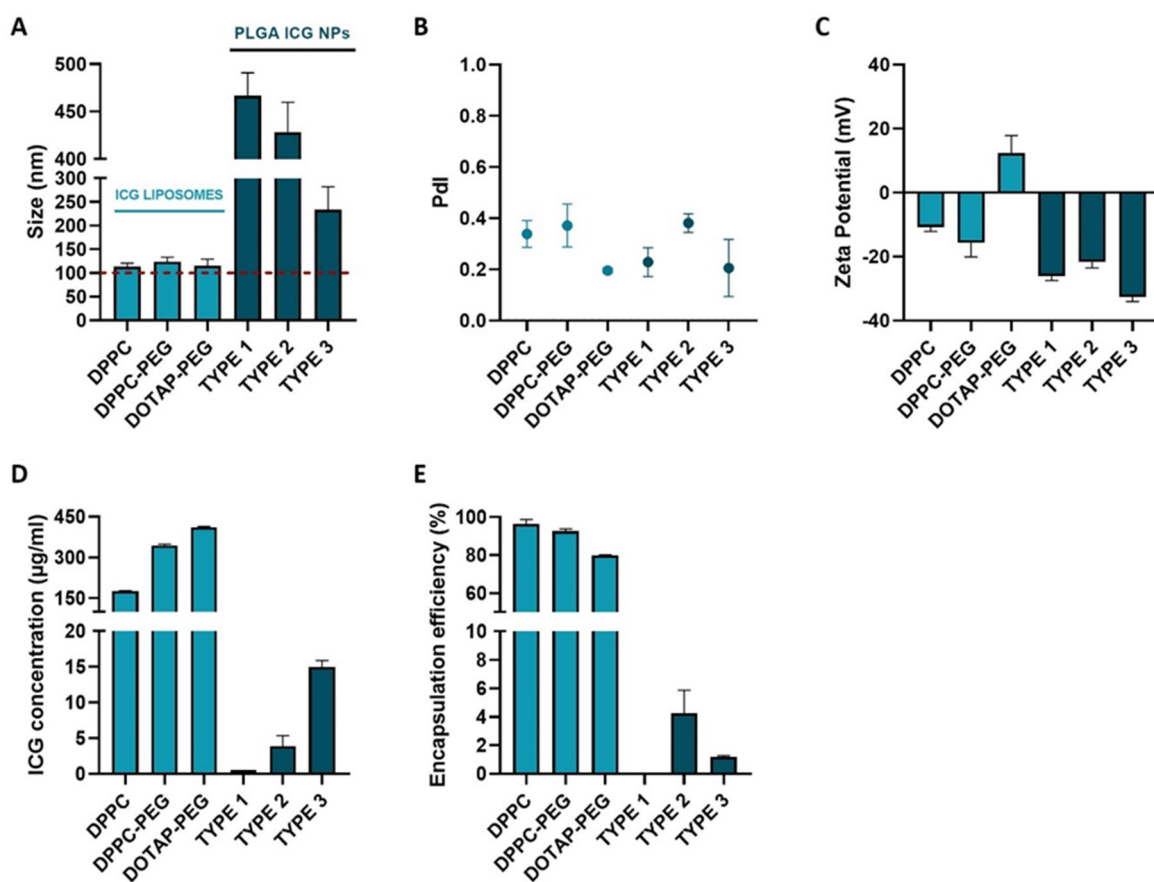 A
PLGA ICG NPs
Size (nm)
500
450
400
300
250
200
150
100
50
0
ICG LIPOSOMES
DPPC
DPPC-PEG
DOTAP-PEG
TYPE 1
TYPE 2
TYPE 3
B
PdI
1.0
0.8
0.6
0.4
0.2
0.0
DPPC
DPPC-PEG
DOTAP-PEG
TYPE 1
TYPE 2
TYPE 3
C
Zeta Potential (mV)
40
20
0
-20
-40
DPPC
DPPC-PEG
DOTAP-PEG
TYPE 1
TYPE 2
TYPE 3
D
ICG concentration (µg/ml)
450
300
150
20
15
10
5
0
DPPC
DPPC-PEG
DOTAP-PEG
TYPE 1
TYPE 2
TYPE 3
E
Encapsulation efficiency (%)
100
80
60
10
8
6
4
2
0
DPPC
DPPC-PEG
DOTAP-PEG
TYPE 1
TYPE 2
TYPE 3